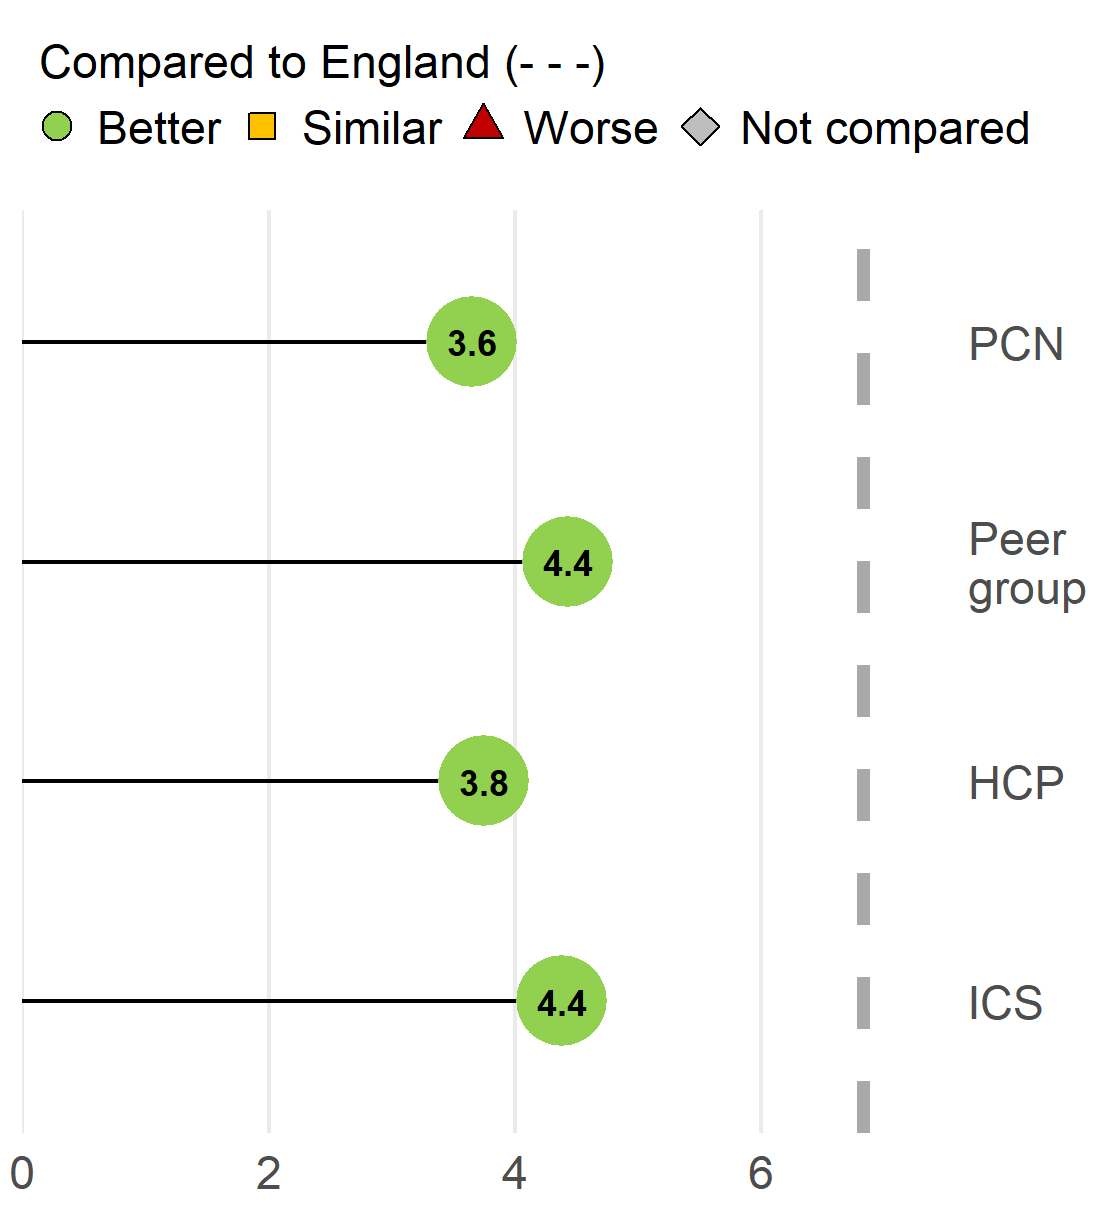 Compared to England (- - -)
Better Similar Worse Not compared
3.6 PCN
4.4 Peer
group
3.8 HCP
4.4 ICS
0 2 4 6